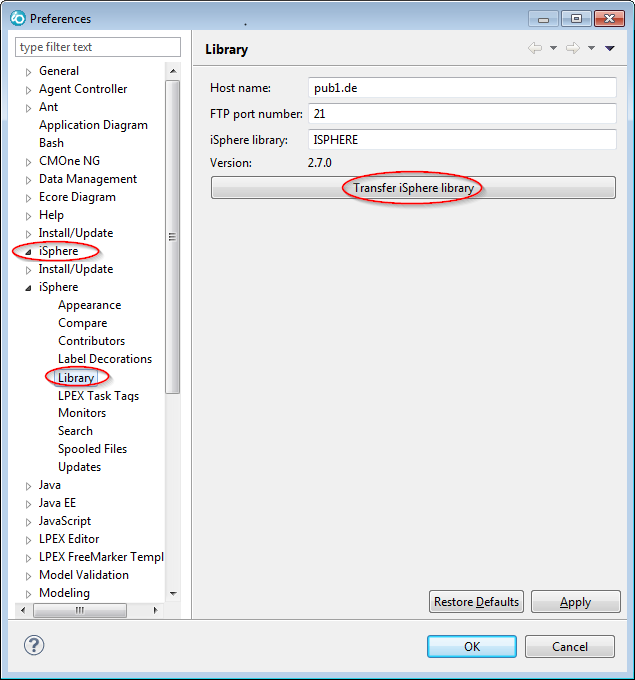 Preferences
type filter text
General
Agent Controller
Ant
Application Diagram
Bash
CMOne NG
Data Management
Ecore Diagram
Help
Install/Update
iSphere
Install/Update
iSphere
Appearance
Compare
Contributors
Label Decorations
Library
LPEX Task Tags
Monitors
Search
Spooled Files
Updates
Java
Java EE
JavaScript
LPEX Editor
LPEX FreeMarker Templ
Model Validation
Modeling
Library
Host name: pub1.de
FTP port number: 21
iSphere library: ISPHERE
Version: 2.7.0
Transfer iSphere library
Restore Defaults Apply
? OK Cancel